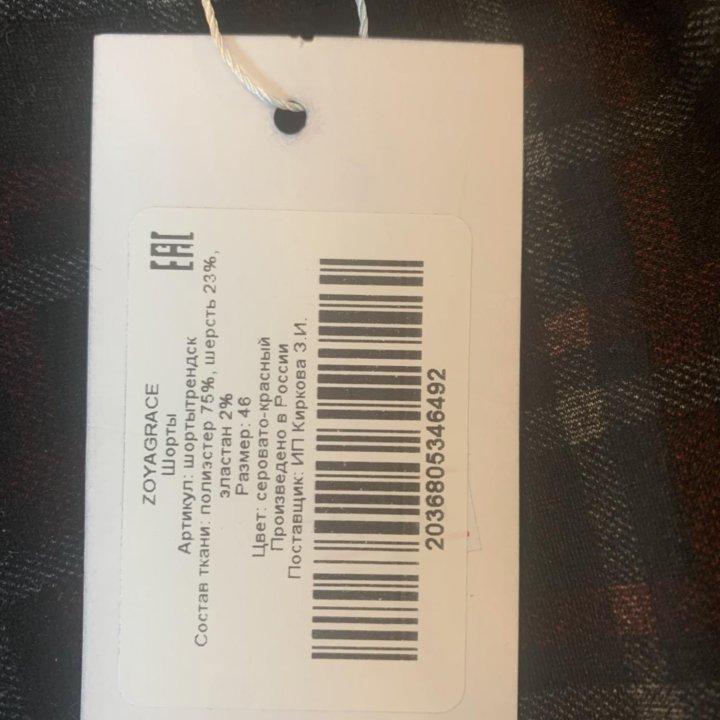 ZOYAGRACE
EAC
Шорты
Артикул: шортытрендск
Состав ткани: полиэстер 75%, шерсть 23%,
эластан 2%
Размер: 46
Цвет: серовато-красный
Произведено в России
Поставщик: ИП Киркова З.И.
2036805346492